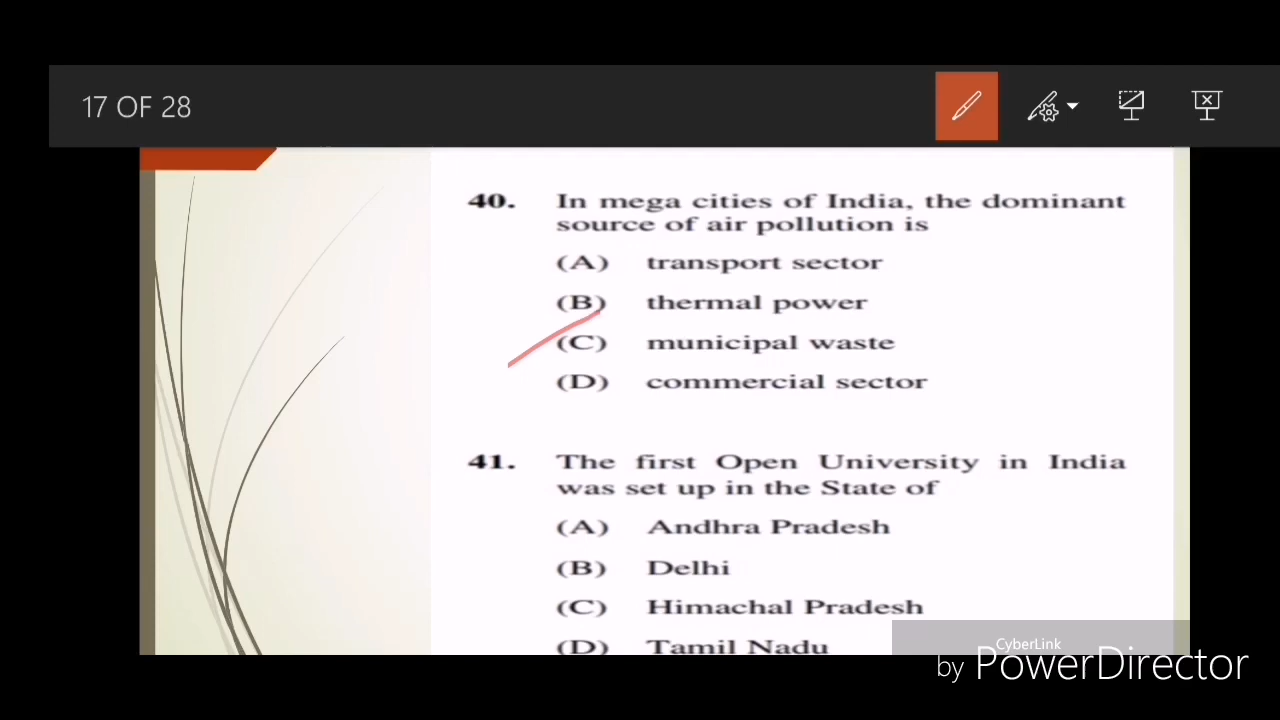 17 OF 28
40. In mega cities of India, the dominant
source of air pollution is
(A) transport sector
(B) thermal power
(C) municipal waste
(D) commercial sector
41. The first Open University in India
was set up in the State of
(A) Andhra Pradesh
(B) Delhi
(C) Himachal Pradesh
(D) Tamil Nadu
CyberLink
by PowerDirector